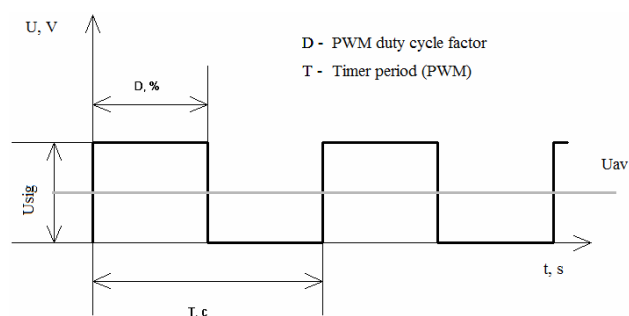 U, V
D - PWM duty cycle factor
T - Timer period (PWM)
D, %
Uav
Usig
t, s
T, c